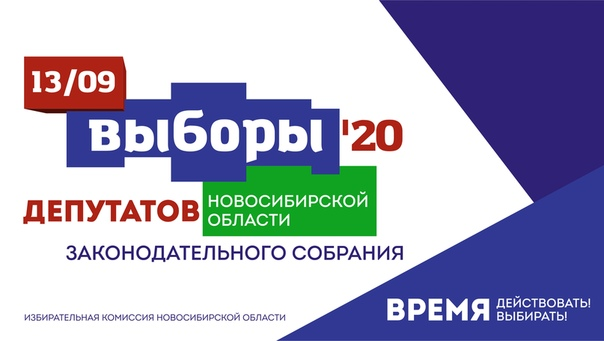 13/09
выборы '20
ДЕПУТАТОВ
НОВОСИБИРСКОЙ
ОБЛАСТИ
ЗАКОНОДАТЕЛЬНОГО СОБРАНИЯ
ИЗБИРАТЕЛЬНАЯ КОМИССИЯ НОВОСИБИРСКОЙ ОБЛАСТИ
ВРЕМЯ
ДЕЙСТВОВАТЬ!
ВЫБИРАТЬ!